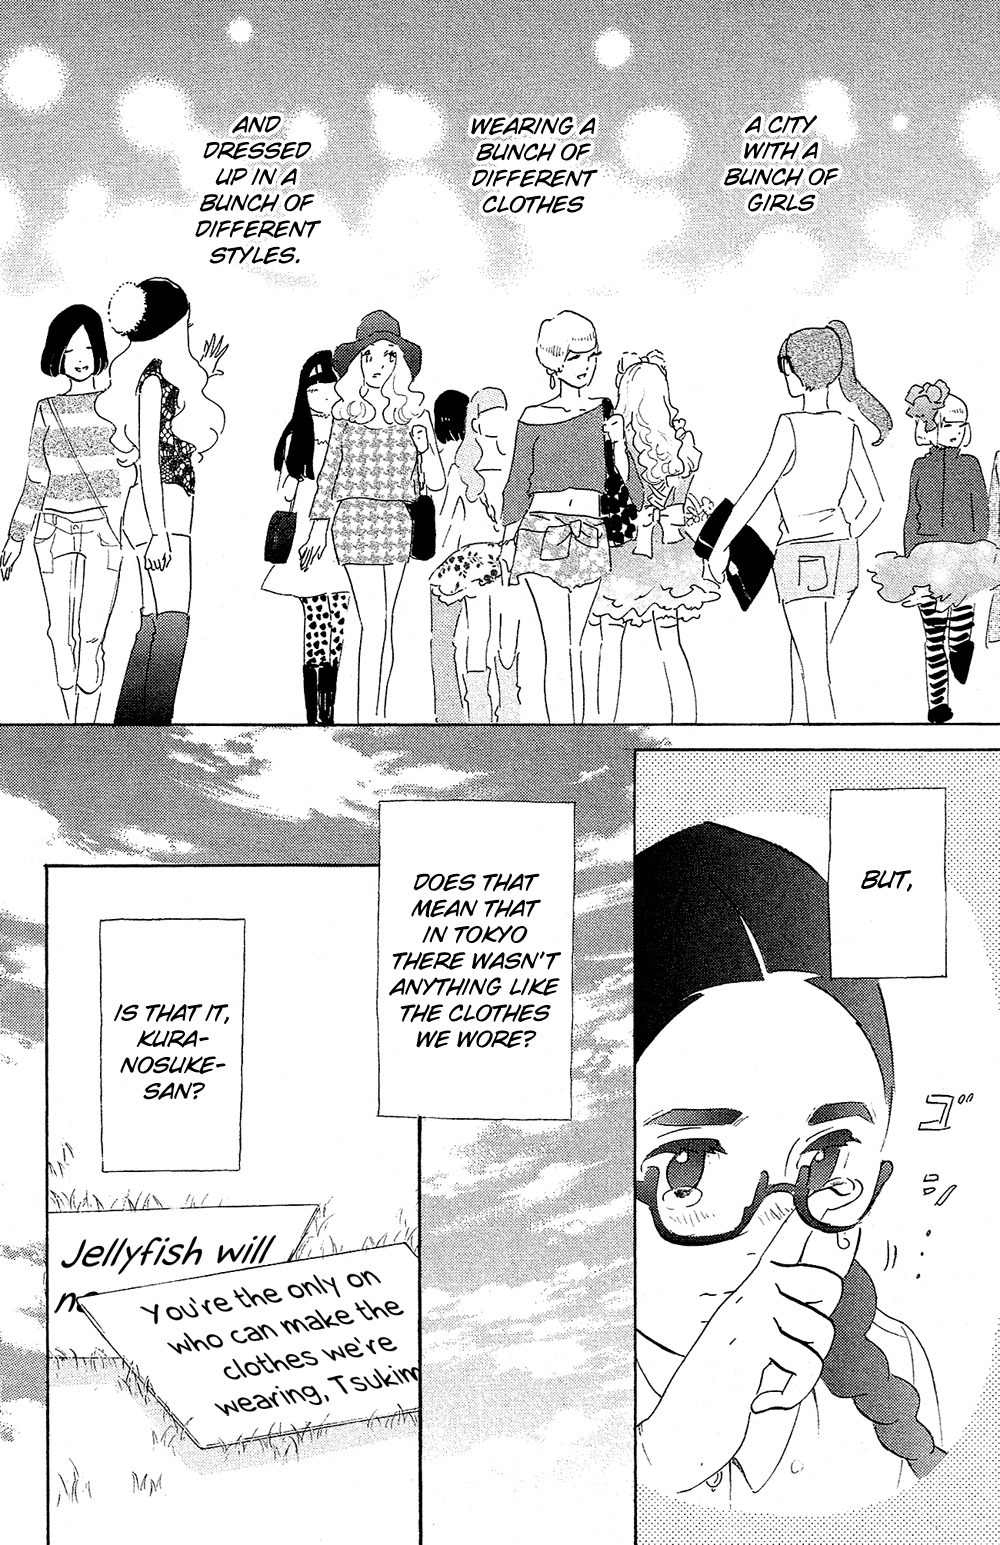 A CITY
WITH A
BUNCH OF
GIRLS
WEARING A
BUNCH OF
DIFFERENT
CLOTHES
AND
DRESSED
UP IN A
BUNCH OF
DIFFERENT
STYLES.
BUT,
ゴ"
シ...
DOES THAT
MEAN THAT
IN TOKYO
THERE WASN'T
ANYTHING LIKE
THE CLOTHES
WE WORE?
IS THAT IT,
KURA-
NOSUKE-
SAN?
Jellyfish will
You're the only on
who can make the
clothes we're
wearing, Tsukim